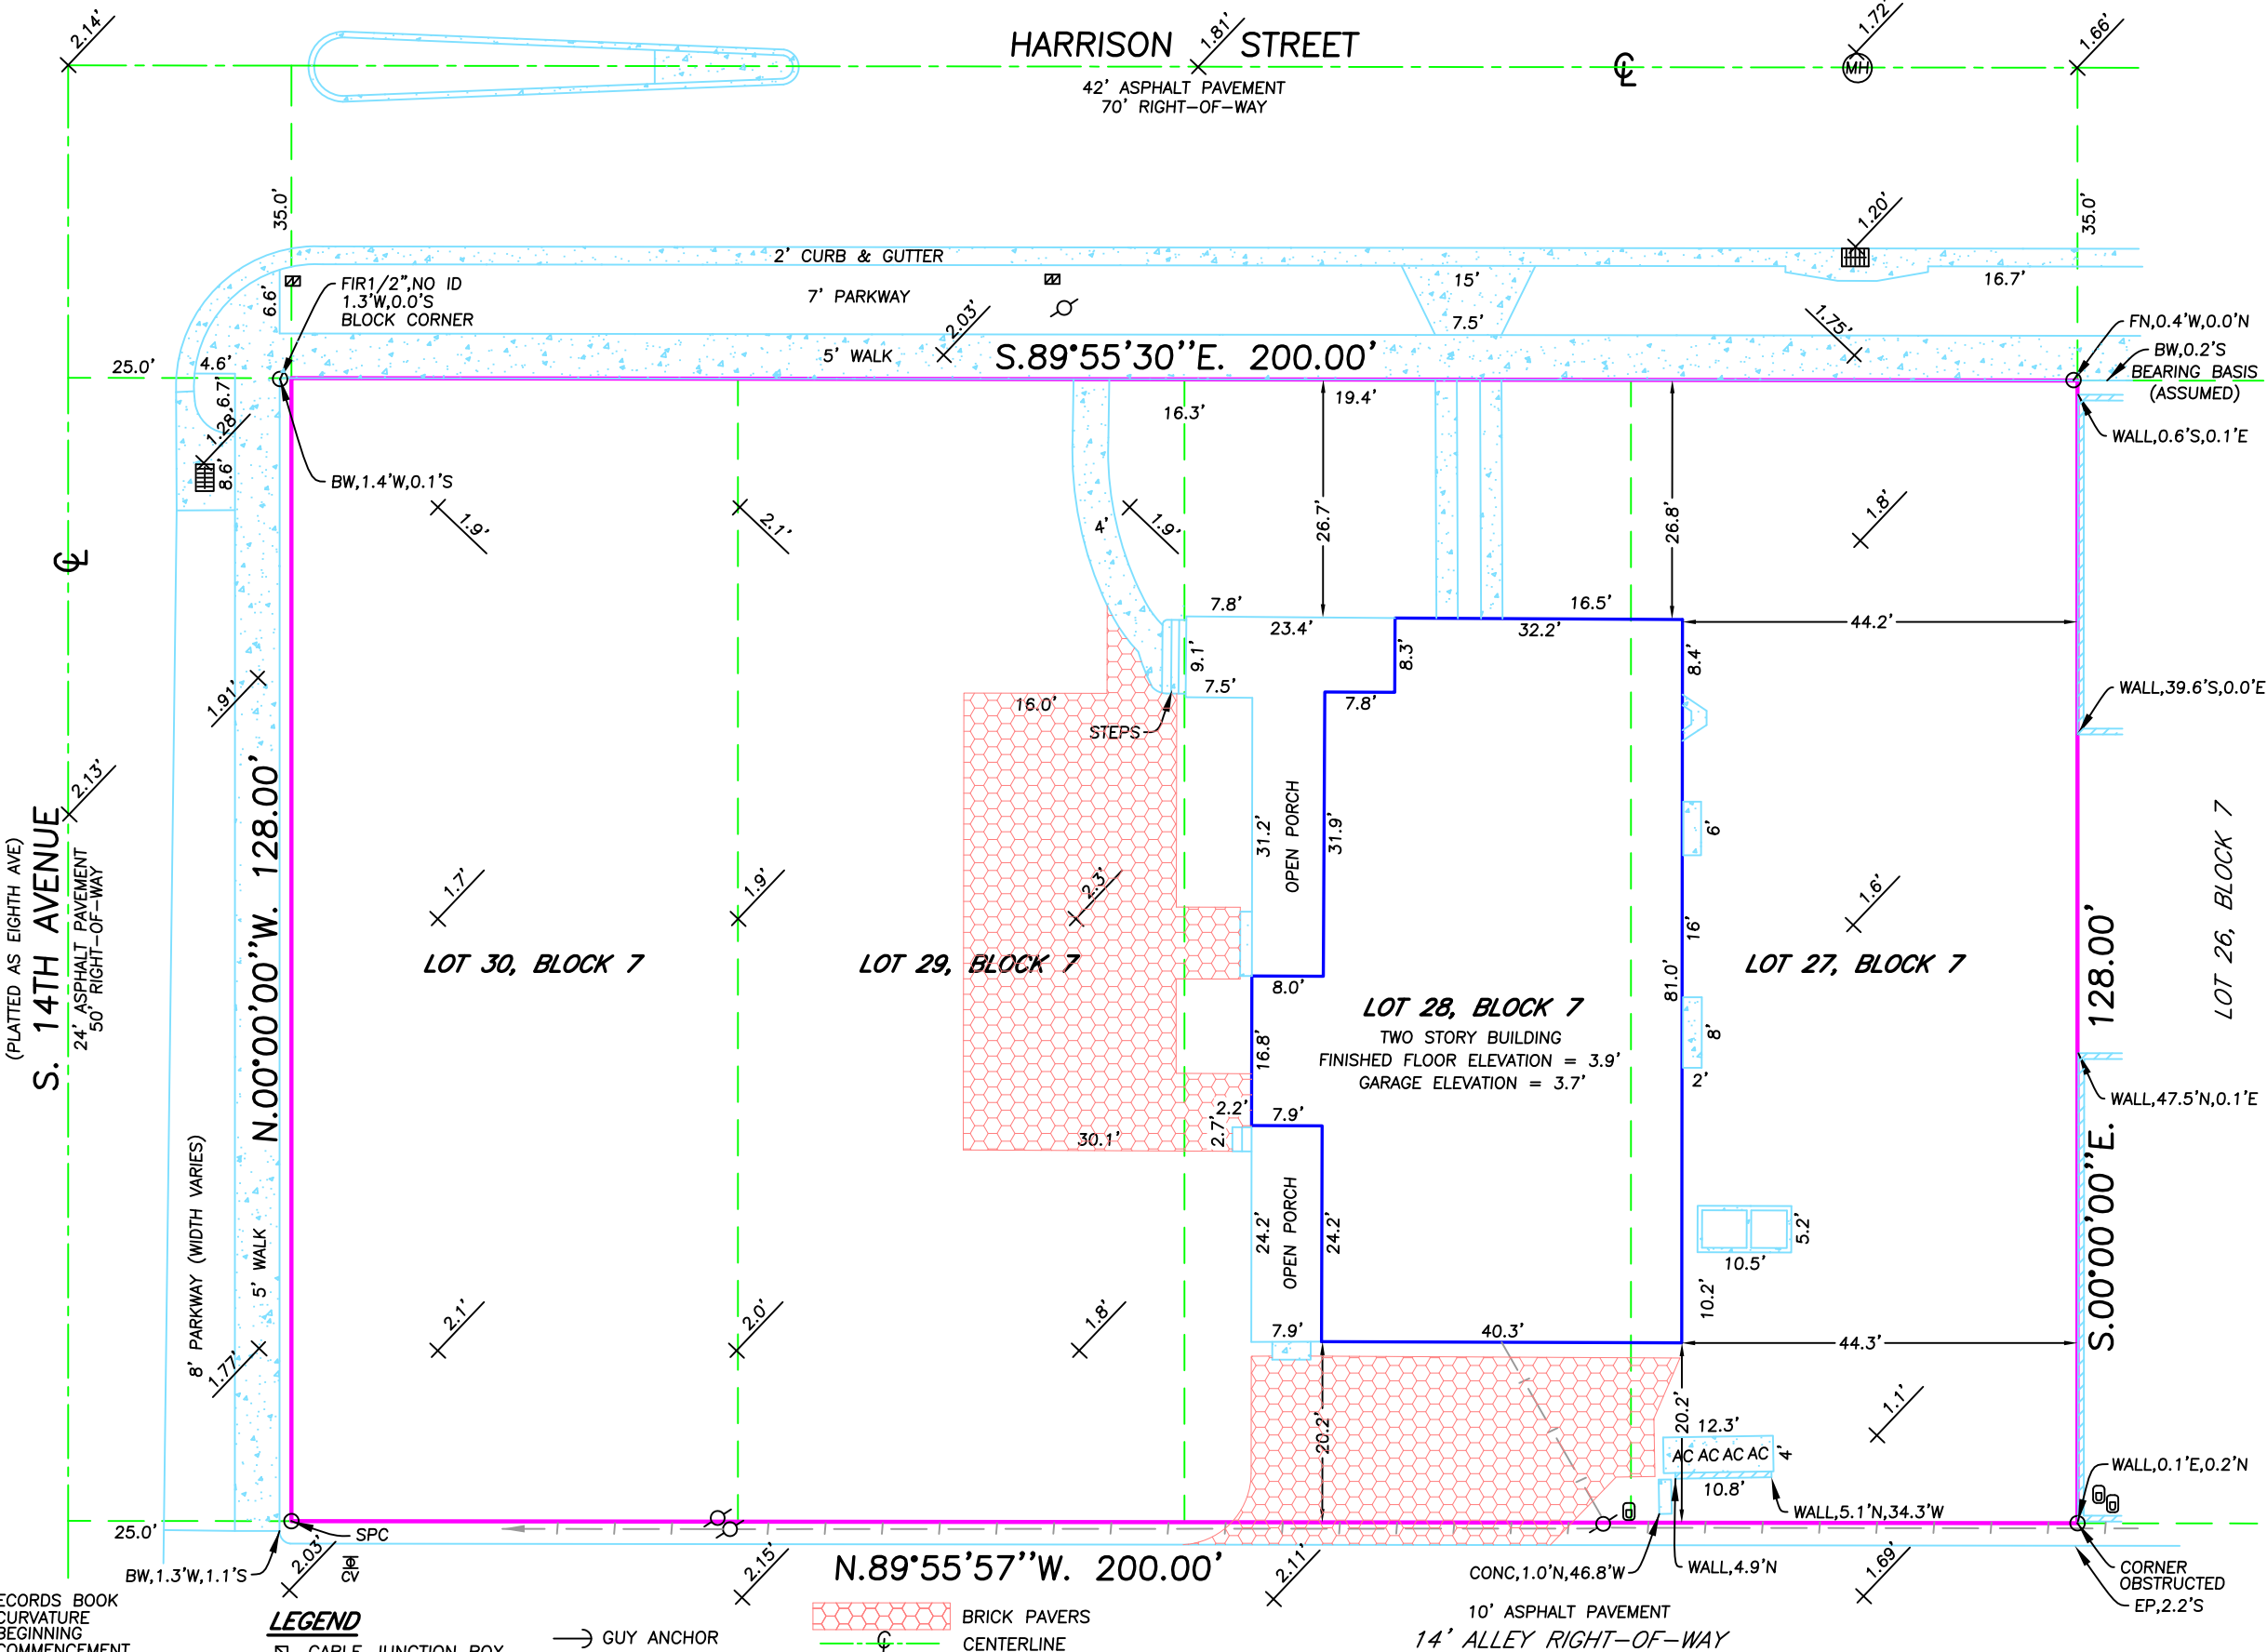 2.14'
HARRISON STREET
1.81'
1.72'
1.66'
℄
MH
42' ASPHALT PAVEMENT
70' RIGHT-OF-WAY
35.0'
35.0'
1.20'
2' CURB & GUTTER
FIR1/2",NO ID
1.3'W,0.0'S
BLOCK CORNER
6.6'
7' PARKWAY
2.03'
15'
7.5'
16.7'
1.75'
FN,0.4'W,0.0'N
BW,0.2'S
BEARING BASIS
(ASSUMED)
25.0'
4.6'
6.7'
5' WALK
S.89°55'30"E. 200.00'
1.28'
8.6'
16.3'
19.4'
WALL,0.6'S,0.1'E
BW,1.4'W,0.1'S
1.9'
2.1'
4'
1.9'
26.7'
26.8'
1.8'
℄
7.8'
23.4'
16.5'
32.2'
44.2'
9.1'
8.3'
8.4'
7.5'
7.8'
1.91'
16.0'
STEPS
WALL,39.6'S,0.0'E
2.13'
(PLATTED AS EIGHTH AVE)
S. 14TH AVENUE
24' ASPHALT PAVEMENT
50' RIGHT-OF-WAY
N.00°00'00"W. 128.00'
31.2'
OPEN PORCH
31.9'
6'
LOT 26, BLOCK 7
1.7'
1.9'
2.3'
1.6'
16'
81.0'
S.00°00'00"E. 128.00'
LOT 30, BLOCK 7
LOT 29, BLOCK 7
LOT 27, BLOCK 7
8.0'
LOT 28, BLOCK 7
TWO STORY BUILDING
FINISHED FLOOR ELEVATION = 3.9'
GARAGE ELEVATION = 3.7'
16.8'
8'
2'
2.2'
7.9'
2.7'
30.1'
WALL,47.5'N,0.1'E
8' PARKWAY (WIDTH VARIES)
5' WALK
24.2'
OPEN PORCH
24.2'
5.2'
10.5'
10.2'
2.1'
2.0'
1.8'
7.9'
40.3'
44.3'
1.77'
20.2'
20.2'
1.1'
12.3'
AC AC AC AC
4'
10.8'
WALL,0.1'E,0.2'N
WALL,5.1'N,34.3'W
25.0'
SPC
2.03'
CV
BW,1.3'W,1.1'S
2.15'
N.89°55'57"W. 200.00'
2.11'
CONC,1.0'N,46.8'W
WALL,4.9'N
1.69'
CORNER
OBSTRUCTED
EP,2.2'S
ECORDS BOOK
CURVATURE
BEGINNING
COMMENCEMENT
LEGEND
CABLE JUNCTION BOX
GUY ANCHOR
BRICK PAVERS
℄
CENTERLINE
10' ASPHALT PAVEMENT
14' ALLEY RIGHT-OF-WAY